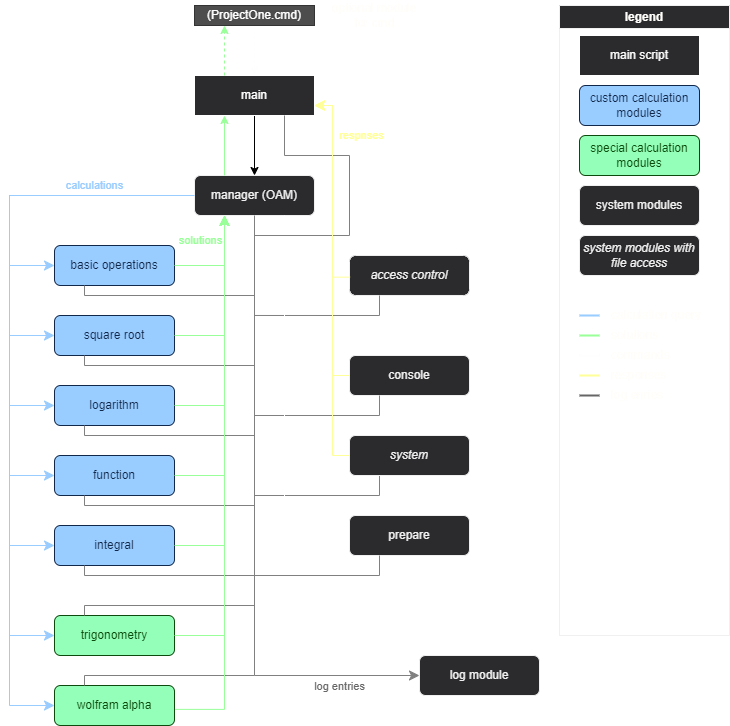 (ProjectOne.cmd)
legend
main script
main
custom calculation
modules
responses
special calculation
modules
calculations
manager (OAM)
system modules
solutions
system modules with
file access
basic operations
access control
square root
console
logarithm
system
function
prepare
integral
trigonometry
log module
log entries
wolfram alpha